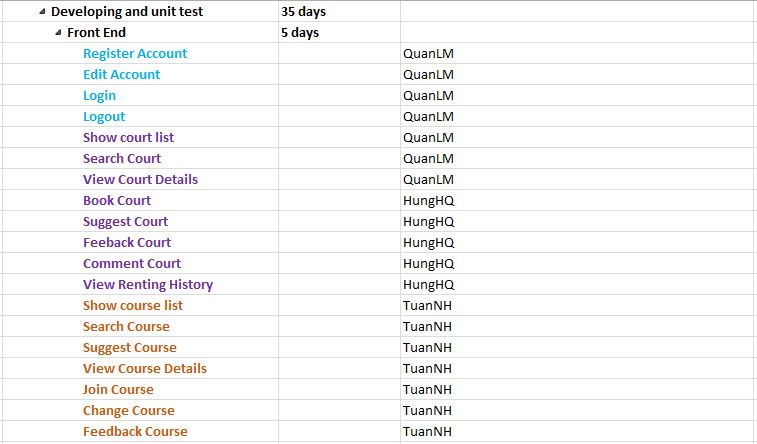 Developing and unit test 35 days
Front End 5 days
Register Account QuanLM
Edit Account QuanLM
Login QuanLM
Logout QuanLM
Show court list QuanLM
Search Court QuanLM
View Court Details QuanLM
Book Court HungHQ
Suggest Court HungHQ
Feeback Court HungHQ
Comment Court HungHQ
View Renting History HungHQ
Show course list TuanNH
Search Course TuanNH
Suggest Course TuanNH
View Course Details TuanNH
Join Course TuanNH
Change Course TuanNH
Feedback Course TuanNH